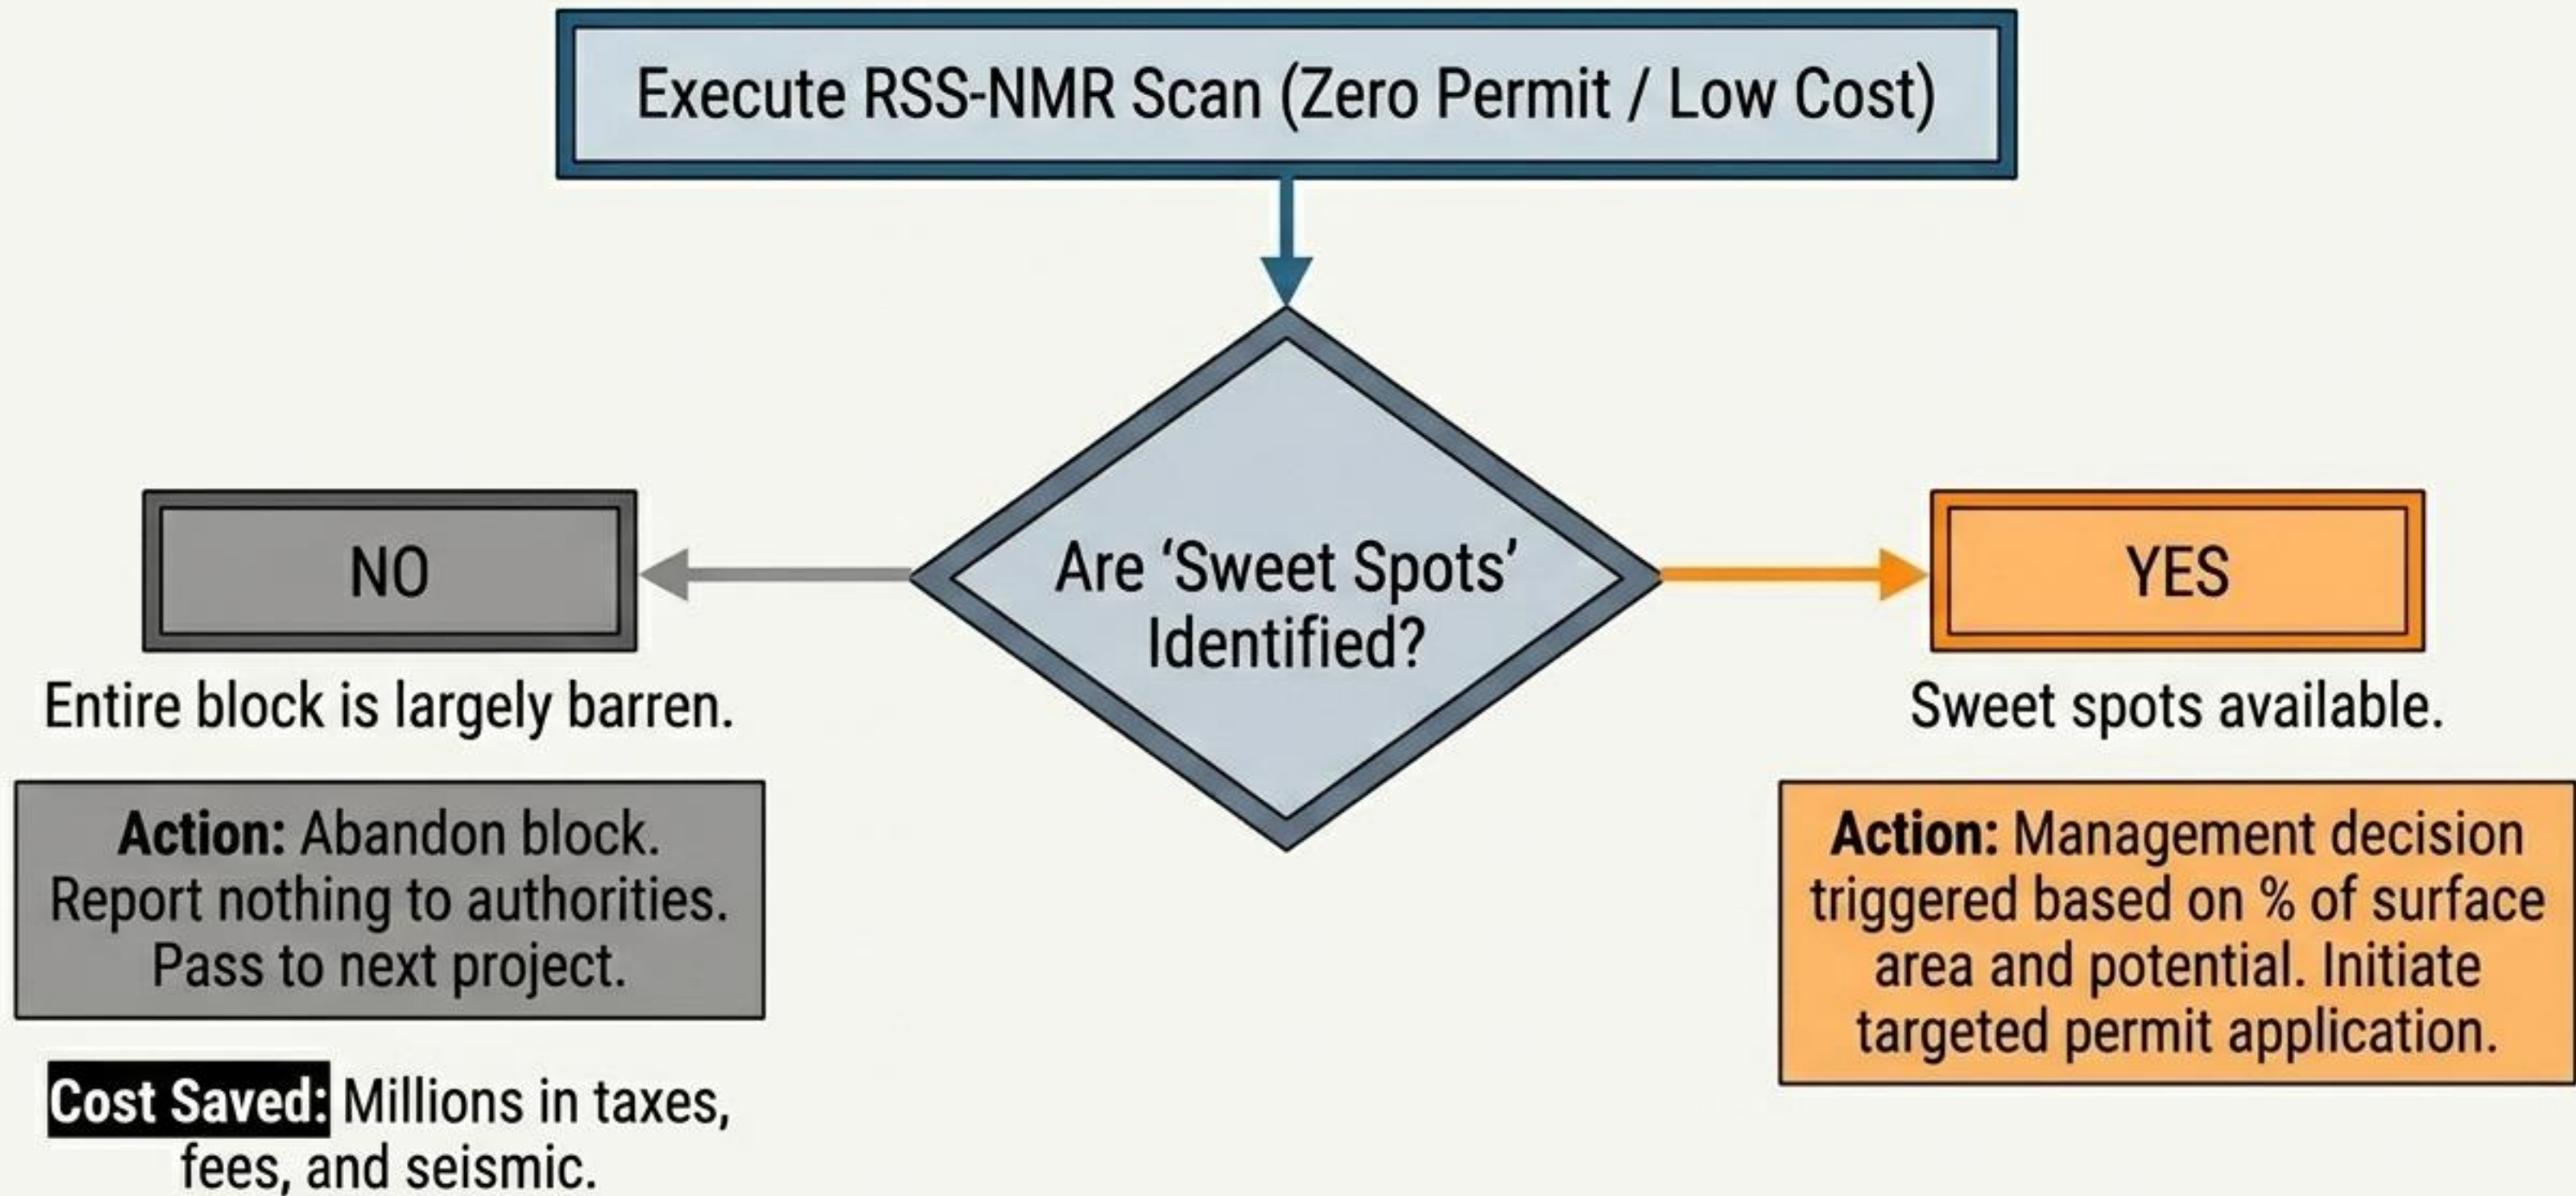 Execute RSS-NMR Scan (Zero Permit / Low Cost)
Are ‘Sweet Spots’
Identified?
NO
Entire block is largely barren.
Action: Abandon block.
Report nothing to authorities.
Pass to next project.
Cost Saved: Millions in taxes,
fees, and seismic.
YES
Sweet spots available.
Action: Management decision
triggered based on % of surface
area and potential. Initiate
targeted permit application.